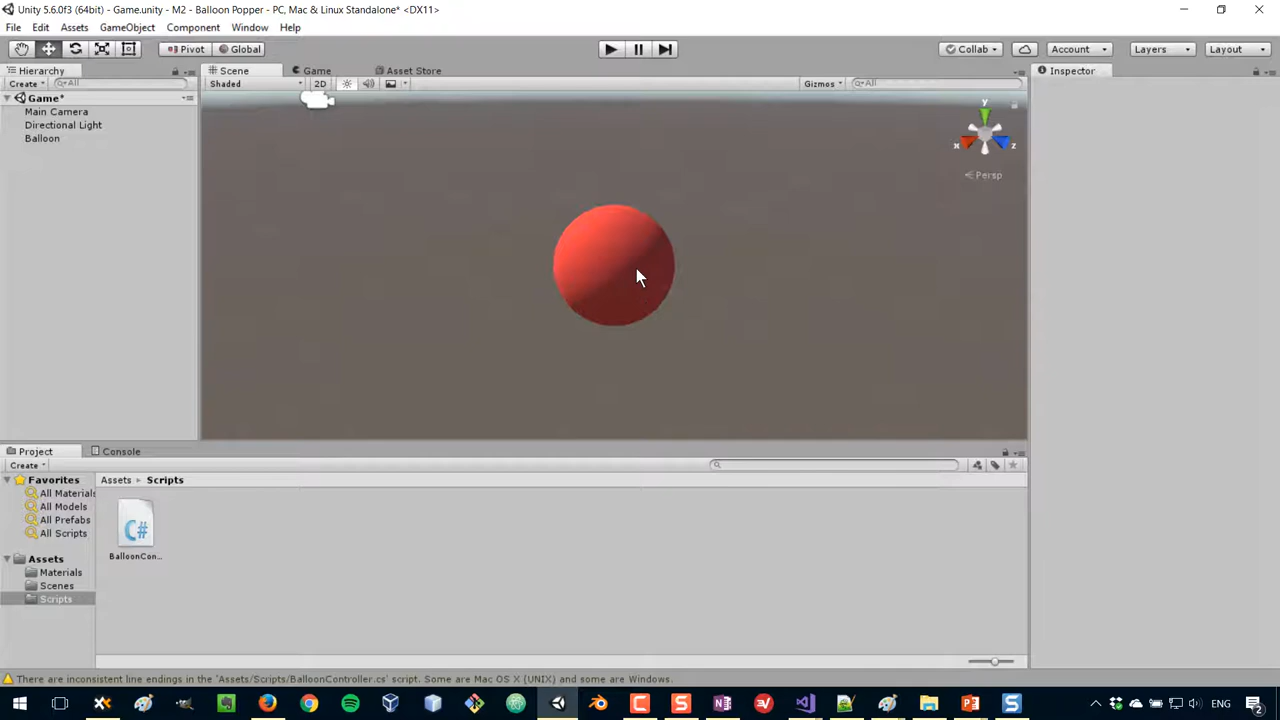 Unity 5.6.0f3 (64bit) - Game.unity - M2 - Balloon Popper - PC, Mac & Linux Standalone* <DX11>
File Edit Assets GameObject Component Window Help
Pivot Global Collab Account Layers Layout
Hierarchy Scene Game Asset Store Inspector
Create All Shaded 2D Gizmos All
Game*
Main Camera
Directional Light
Balloon
y
x z
Persp
Project Console
Create
Favorites Assets Scripts
All Materials
All Models
All Prefabs
All Scripts
BalloonCon...
Assets
Materials
Scenes
Scripts
There are inconsistent line endings in the 'Assets/Scripts/BalloonController.cs' script. Some are Mac OS X (UNIX) and some are Windows.
ENG 2